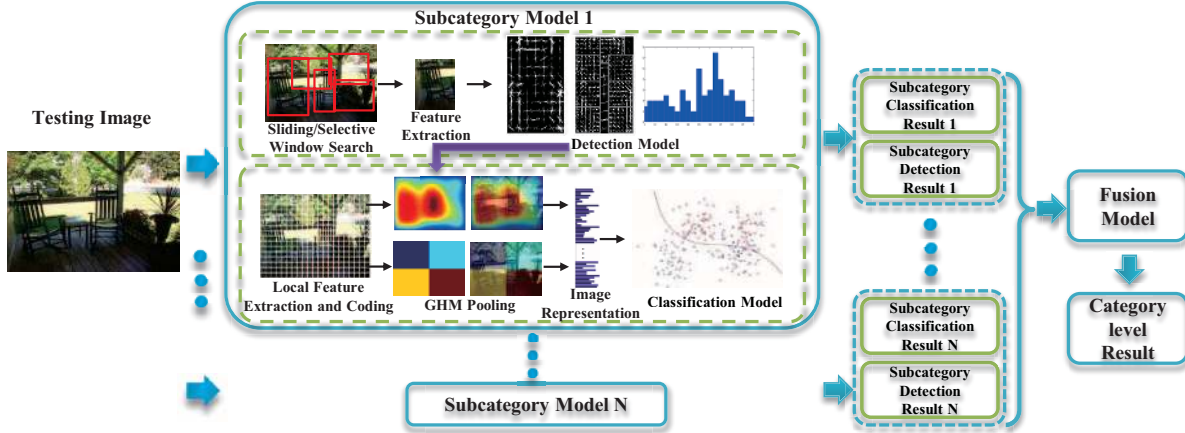 Subcategory Model 1
Testing Image
Sliding/Selective
Window Search
Feature
Extraction
Detection Model
Local Feature
Extraction and Coding
GHM Pooling
Image
Representation
Classification Model
Subcategory Model N
Subcategory
Classification
Result 1
Subcategory
Detection
Result 1
Subcategory
Classification
Result N
Subcategory
Detection
Result N
Fusion
Model
Category
level
Result